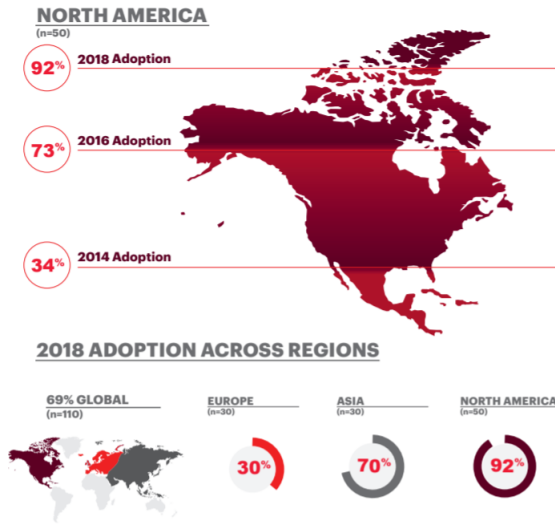 NORTH AMERICA
(n=50)
92% 2018 Adoption
73% 2016 Adoption
34% 2014 Adoption
2018 ADOPTION ACROSS REGIONS
69% GLOBAL
(n=110)
EUROPE
(n=30)
30%
ASIA
(n=30)
70%
NORTH AMERICA
(n=50)
92%